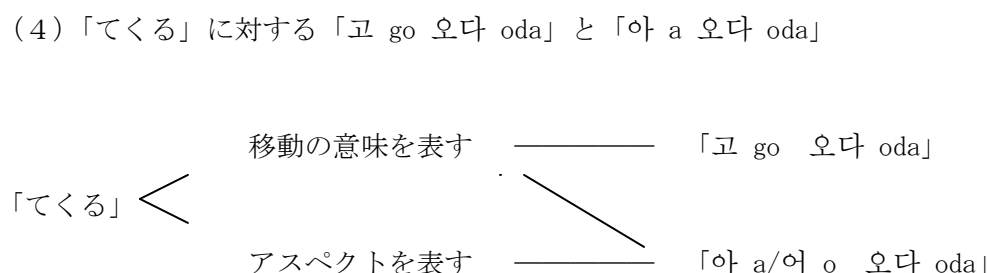 (4)「てくる」に対する「고 go 오다 oda」と「아 a 오다 oda」
移動の意味を表す 「고 go 오다 oda」
「てくる」
アスペクトを表す 「아 a/어 o 오다 oda」